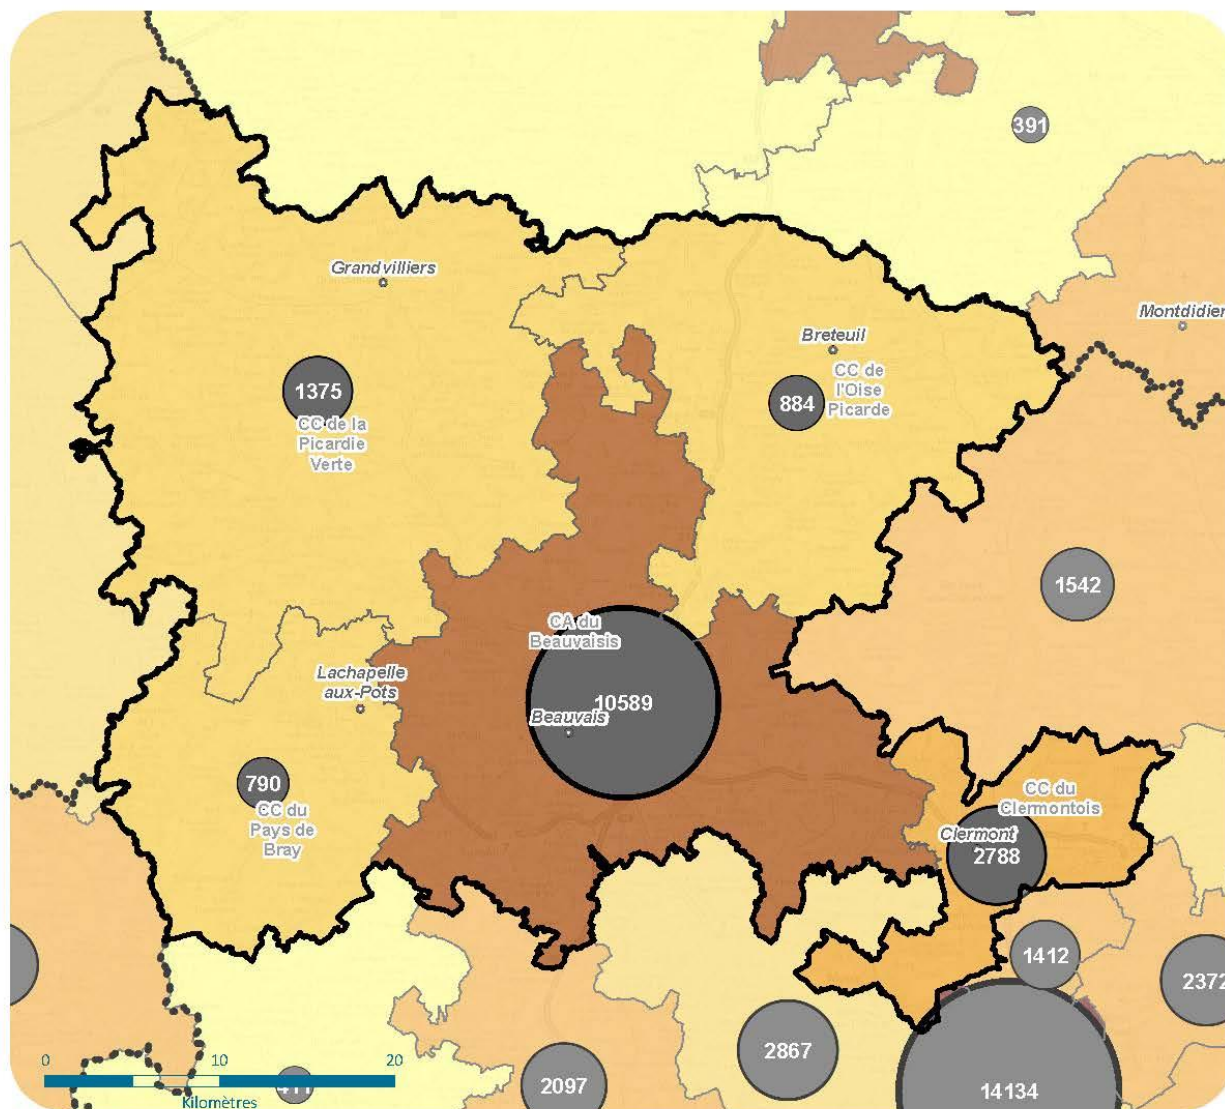 391
Grandvilliers
Montdidier
Breteuil
CC de
l'Oise
Picarde
884
1375
CC de la
Picardie
Verte
1542
CA du
Beauvaisis
Lachapelle
aux-Pots
10589
Beauvais
790
CC du
Pays de
Bray
CC du
Clermontois
Clermont
2788
1412
2372
2867
2097
14134
0 10 20
Kilomètres